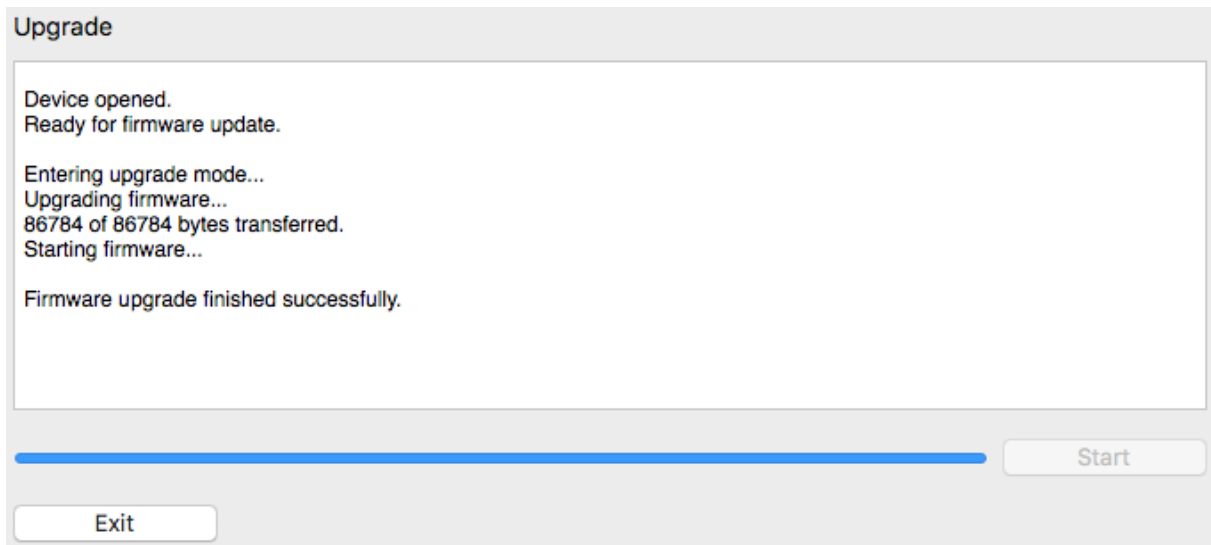 Upgrade
Device opened.
Ready for firmware update.
Entering upgrade mode...
Upgrading firmware...
86784 of 86784 bytes transferred.
Starting firmware...
Firmware upgrade finished successfully.
Start
Exit